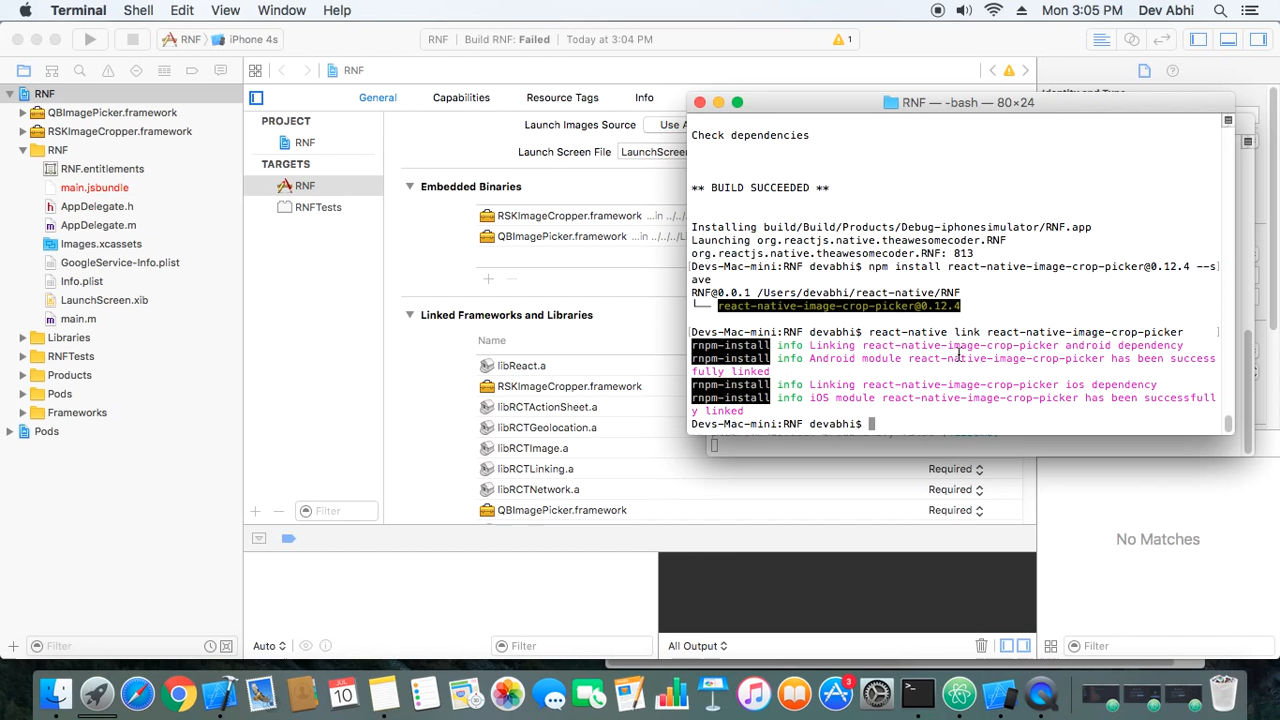 Terminal Shell Edit View Window Help Mon 3:05 PM Dev Abhi
RNF iPhone 4s RNF Build RNF: Failed Today at 3:04 PM 1
RNF
RNF
QBImagePicker.framework
RSKImageCropper.framework
RNF
RNF.entitlements
main.jsbundle
AppDelegate.h
AppDelegate.m
Images.xcassets
GoogleService-Info.plist
Info.plist
LaunchScreen.xib
main.m
Libraries
RNFTests
Products
Pods
Frameworks
Pods
Filter
General Capabilities Resource Tags Info
PROJECT
RNF
TARGETS
RNF
RNFTests
Filter
Launch Images Source Use A
Launch Screen File LaunchScree
Embedded Binaries
RSKImageCropper.framework ...in ../../
QBImagePicker.framework ...in ../../L
Linked Frameworks and Libraries
Name
libReact.a
RSKImageCropper.framework
libRCTActionSheet.a
libRCTGeolocation.a
libRCTImage.a
libRCTLinking.a Required
libRCTNetwork.a Required
QBImagePicker.framework Required
RNF — -bash — 80×24
Check dependencies
** BUILD SUCCEEDED **
Installing build/Build/Products/Debug-iphonesimulator/RNF.app
Launching org.reactjs.native.theawesomecoder.RNF
org.reactjs.native.theawesomecoder.RNF: 813
[Devs-Mac-mini:RNF devabhi$ npm install react-native-image-crop-picker@0.12.4 --s]
ave
RNF@0.0.1 /Users/devabhi/react-native/RNF
└── react-native-image-crop-picker@0.12.4
[Devs-Mac-mini:RNF devabhi$ react-native link react-native-image-crop-picker ]
rnpm-install info Linking react-native-image-crop-picker android dependency
rnpm-install info Android module react-native-image-crop-picker has been success
fully linked
rnpm-install info Linking react-native-image-crop-picker ios dependency
rnpm-install info iOS module react-native-image-crop-picker has been successfull
y linked
Devs-Mac-mini:RNF devabhi$
No Matches
Auto Filter All Output Filter
JUL
10
3